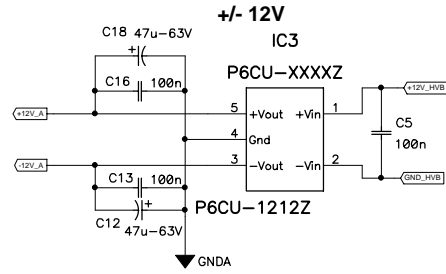 +/- 12V
IC3
C18 47u-63V
+
C16 100n
P6CU-XXXXZ
+12V_A
5 +Vout +Vin 1
+12V_HVB
4 Gnd
C5
100n
-12V_A
3 -Vout -Vin 2
GND_HVB
C13 100n
C12 +
47u-63V
P6CU-1212Z
GNDA